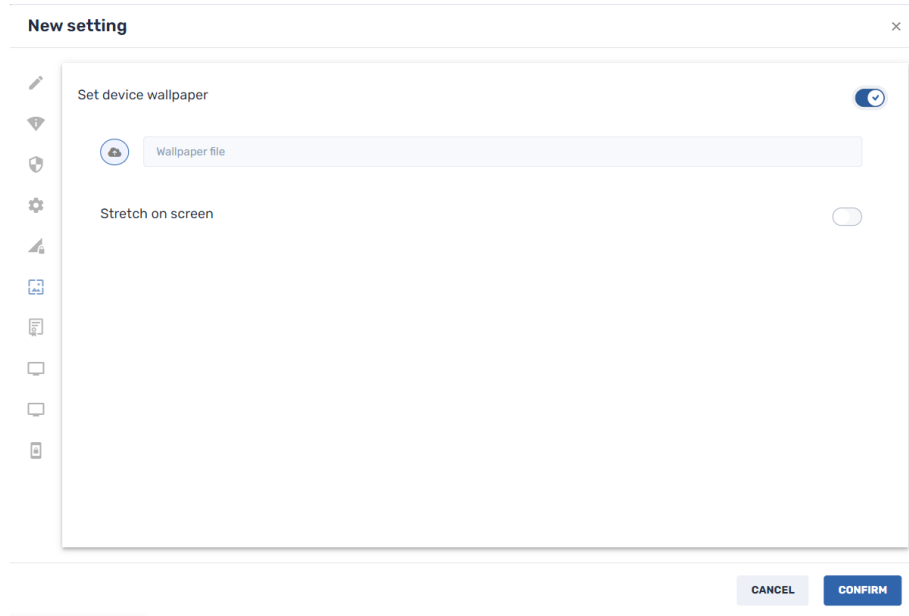 New setting
Set device wallpaper
Wallpaper file
Stretch on screen
CANCEL
CONFIRM